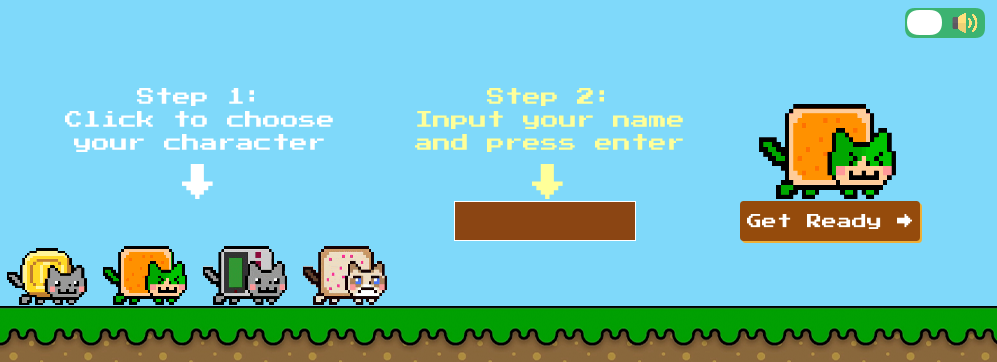 Step 1:
Click to choose
your character
Step 2:
Input your name
and press enter
Get Ready